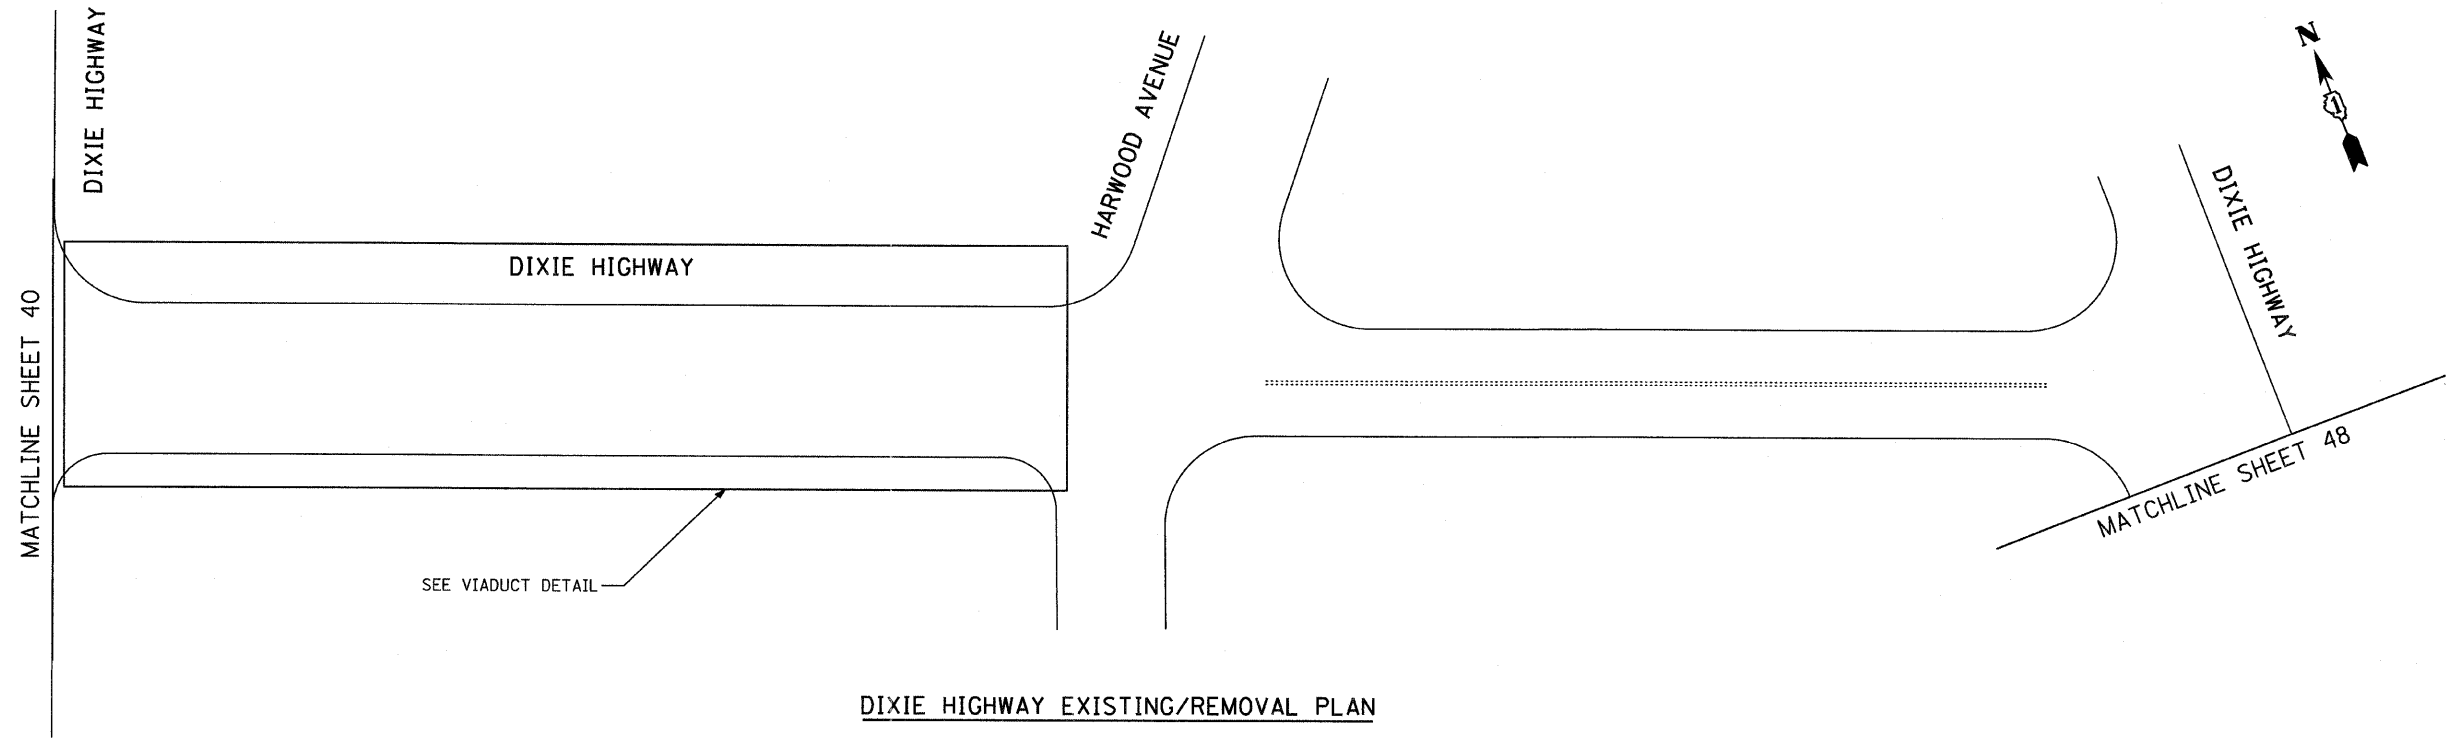 DIXIE HIGHWAY
HARWOOD AVENUE
N
1
DIXIE HIGHWAY
DIXIE HIGHWAY
MATCHLINE SHEET 40
MATCHLINE SHEET 48
SEE VIADUCT DETAIL
DIXIE HIGHWAY EXISTING/REMOVAL PLAN